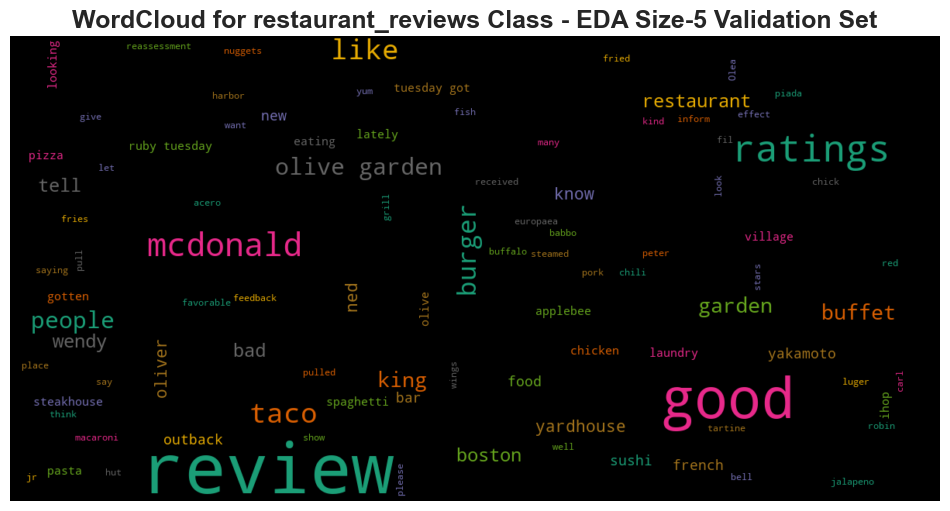 WordCloud for restaurant_reviews Class - EDA Size-5 Validation Set
looking
reassessment
nuggets
like
fried
Olea
harbor
yum
tuesday got
restaurant
piada
give
want
new
fish
kind
inform
effect
ruby tuesday
eating
lately
many
fil
ratings
pizza
let
olive garden
tell
received
know
look
chick
acero
grill
fries
europaea
babbo
village
mcdonald
burger
buffalo
steamed
peter
saying
pull
pork
chili
stars
red
gotten
favorable
feedback
ned
olive
people
applebee
garden
buffet
wendy
bad
oliver
chicken
laundry
yakamoto
place
say
pulled
king
wings
food
good
luger
carl
steakhouse
think
taco
spaghetti
bar
ihop
macaroni
outback
show
yardhouse
tartine
robin
review
please
well
boston
sushi
french
jr
pasta
hut
bell
jalapeno